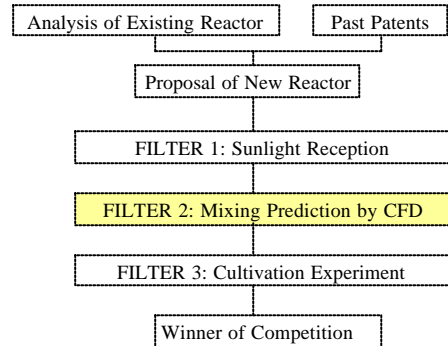 Analysis of Existing Reactor
Past Patents
Proposal of New Reactor
FILTER 1: Sunlight Reception
FILTER 2: Mixing Prediction by CFD
FILTER 3: Cultivation Experiment
Winner of Competition